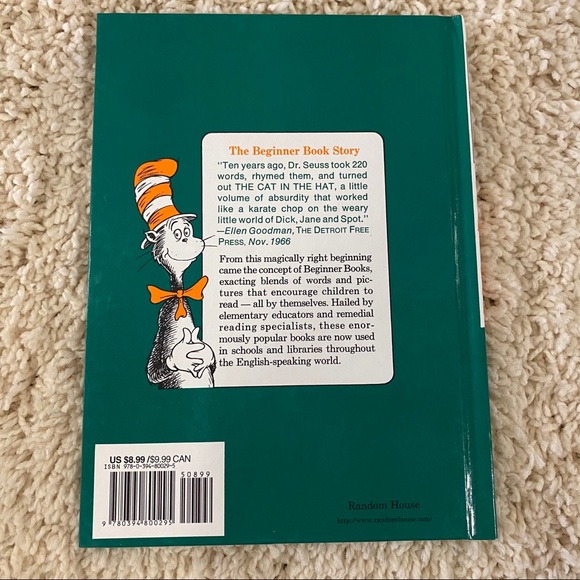 The Beginner Book Story
"Ten years ago, Dr. Seuss took 220
words, rhymed them, and turned
out THE CAT IN THE HAT, a little
volume of absurdity that worked
like a karate chop on the weary
little world of Dick, Jane and Spot."
—Ellen Goodman, THE DETROIT FREE
PRESS, Nov. 1966
From this magically right beginning
came the concept of Beginner Books,
exacting blends of words and pic-
tures that encourage children to
read — all by themselves. Hailed by
elementary educators and remedial
reading specialists, these enor-
mously popular books are now used
in schools and libraries throughout
the English-speaking world.
US $8.99 /$9.99 CAN
ISBN 978-0-394-80029-5
50899
9 780394 800295
Random House
http://www.randomhouse.com/